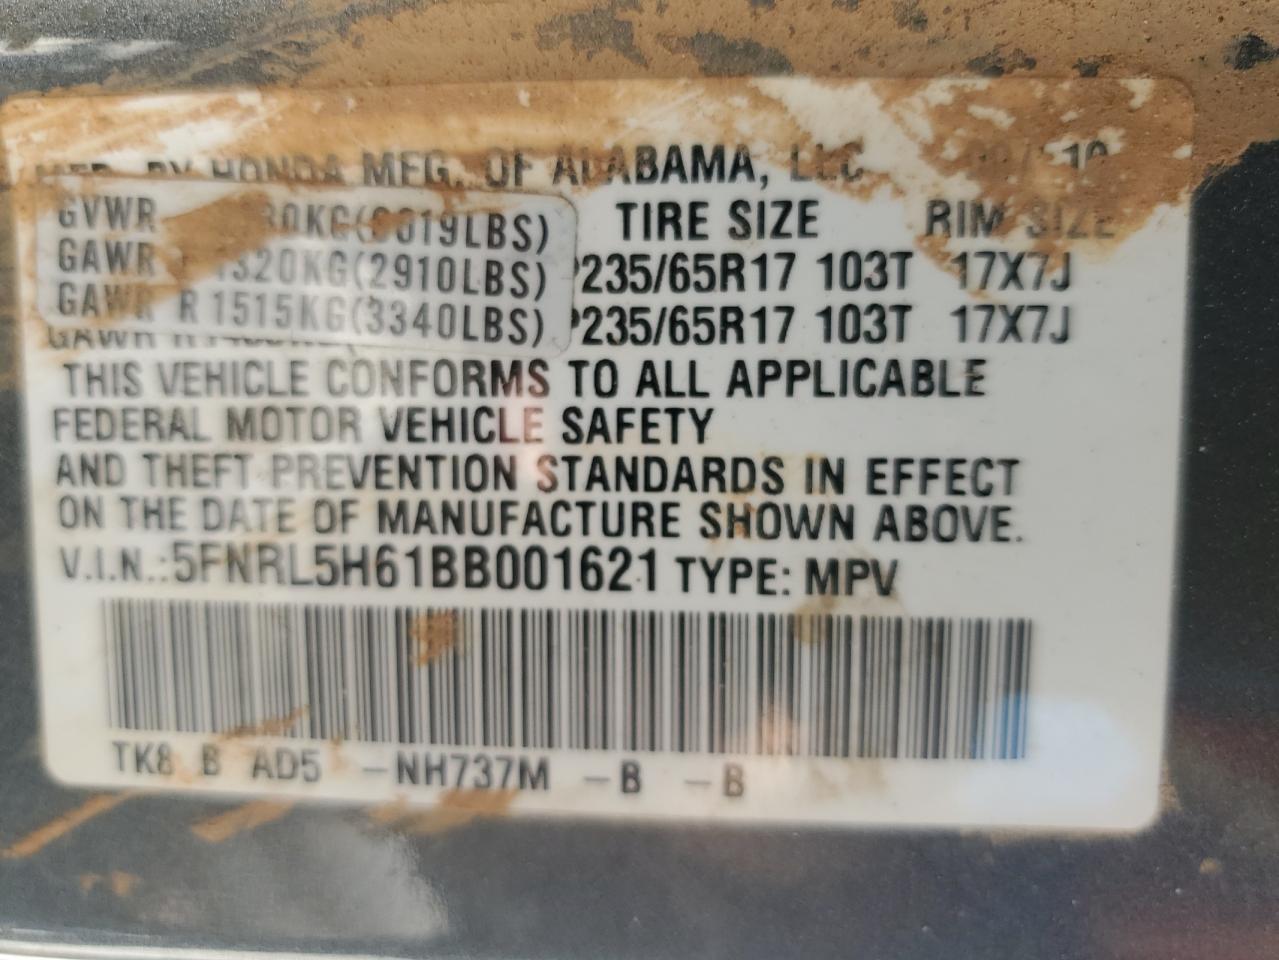 HONDA MFG. OF ALABAMA, LLC
GVWR TIRE SIZE RIM SIZE
GAWR 1320KG(2910LBS) P235/65R17 103T 17X7J
GAWR R 1515KG(3340LBS) P235/65R17 103T 17X7J
THIS VEHICLE CONFORMS TO ALL APPLICABLE
FEDERAL MOTOR VEHICLE SAFETY
AND THEFT PREVENTION STANDARDS IN EFFECT
ON THE DATE OF MANUFACTURE SHOWN ABOVE.
V.I.N.:5FNRL5H61BB001621 TYPE: MPV
TK8 B AD5 -NH737M -B -B